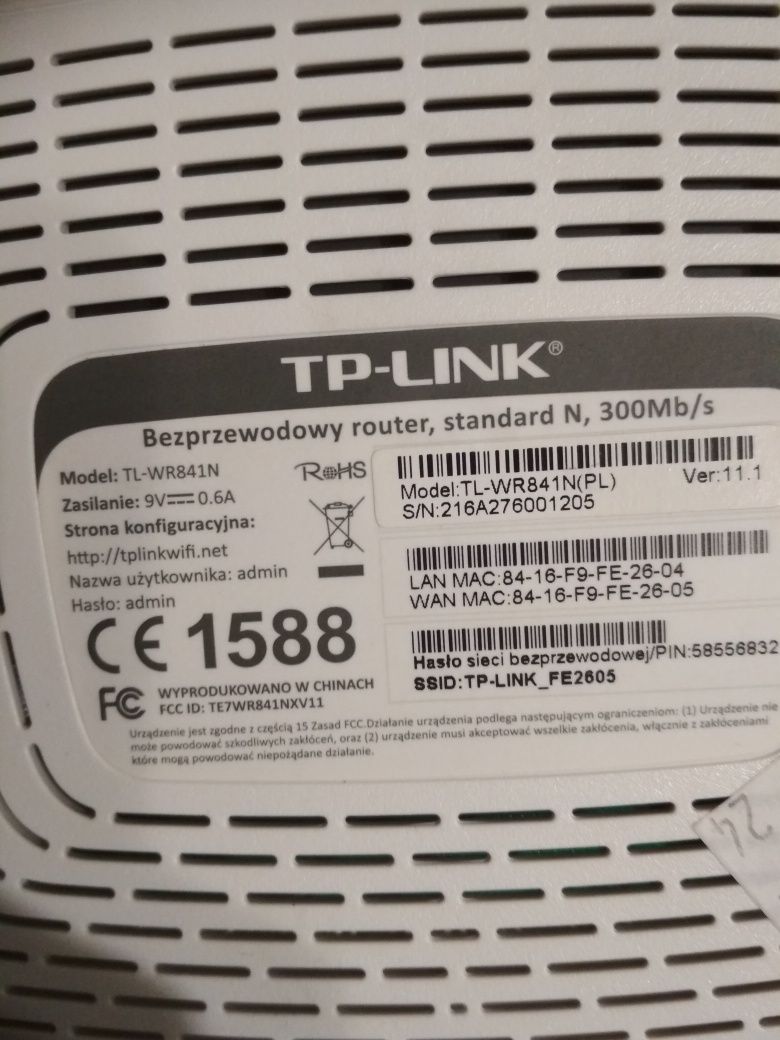 TP-LINK®
Bezprzewodowy router, standard N, 300Mb/s
Model: TL-WR841N
Zasilanie: 9V⎓0.6A
Strona konfiguracyjna:
http://tplinkwifi.net
Nazwa użytkownika: admin
Hasło: admin
RoHS
CE 1588
FC
WYPRODUKOWANO W CHINACH
FCC ID: TE7WR841NXV11
Model:TL-WR841N(PL) Ver:11.1
S/N:216A276001205
LAN MAC:84-16-F9-FE-26-04
WAN MAC:84-16-F9-FE-26-05
Hasło sieci bezprzewodowej/PIN:58556832
SSID:TP-LINK_FE2605
Urządzenie jest zgodne z częścią 15 Zasad FCC.Działanie urządzenia podlega następującym ograniczeniom: (1) Urządzenie nie
może powodować szkodliwych zakłóceń, oraz (2) urządzenie musi akceptować wszelkie zakłócenia, włącznie z zakłóceniami
które mogą powodować niepożądane działanie.